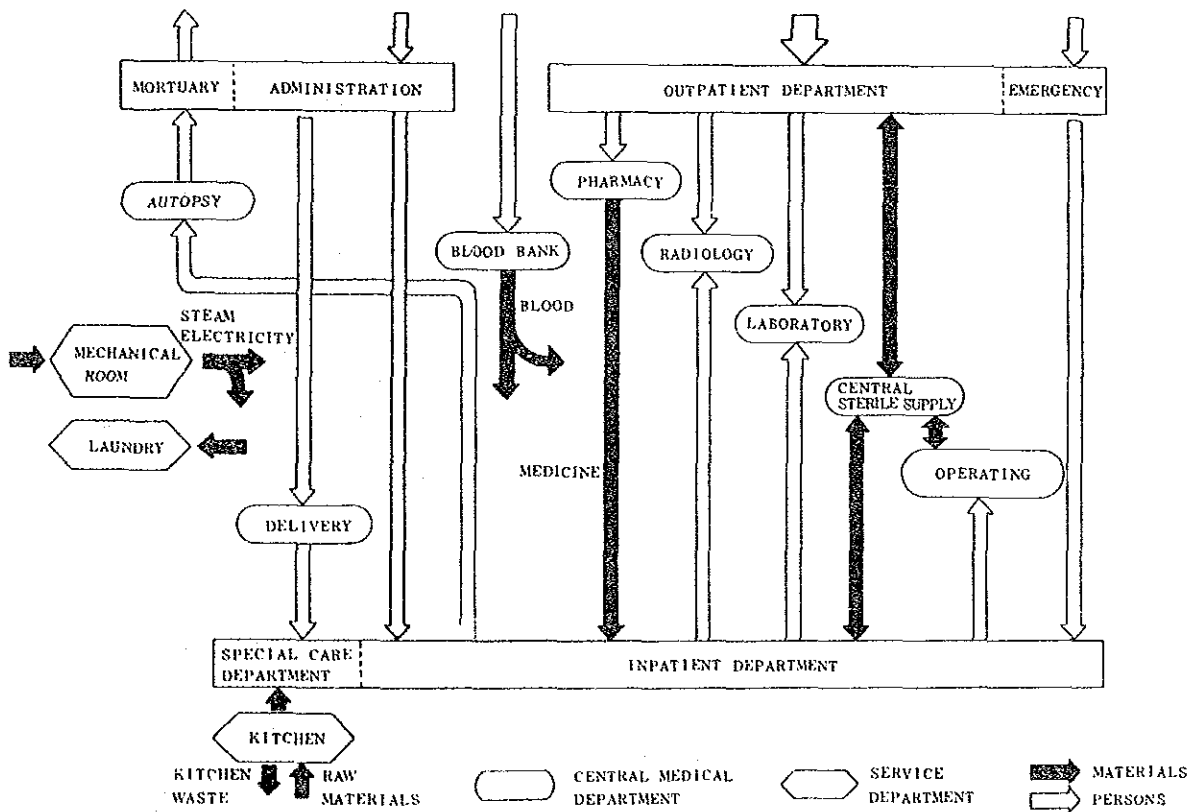 MORTUARY
ADMINISTRATION
OUTPATIENT DEPARTMENT
EMERGENCY
AUTOPSY
PHARMACY
BLOOD BANK
RADIOLOGY
BLOOD
STEAM
ELECTRICITY
MECHANICAL
ROOM
LABORATORY
CENTRAL
STERILE SUPPLY
LAUNDRY
MEDICINE
OPERATING
DELIVERY
SPECIAL CARE
DEPARTMENT
INPATIENT DEPARTMENT
KITCHEN
KITCHEN
WASTE
RAW
MATERIALS
CENTRAL MEDICAL
DEPARTMENT
SERVICE
DEPARTMENT
MATERIALS
PERSONS